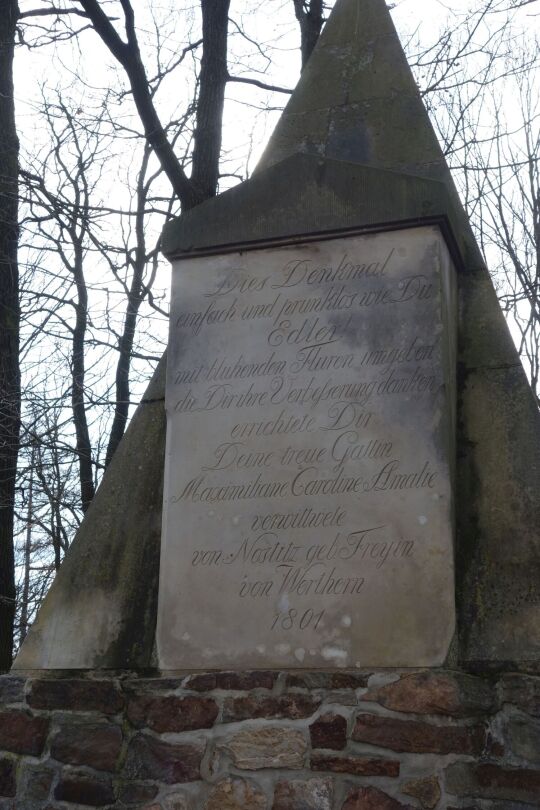 Dies Denkmal
einfach und prunklos wie Du
Edler!
mit blühenden Fluren umgeben
die Dir ihre Verbesserung danken,
errichtete Dir
Deine treue Gattin
Maximiliane Caroline Amalie
verwittwete
von Nostitz geb: Freyin
von Werthern
1801